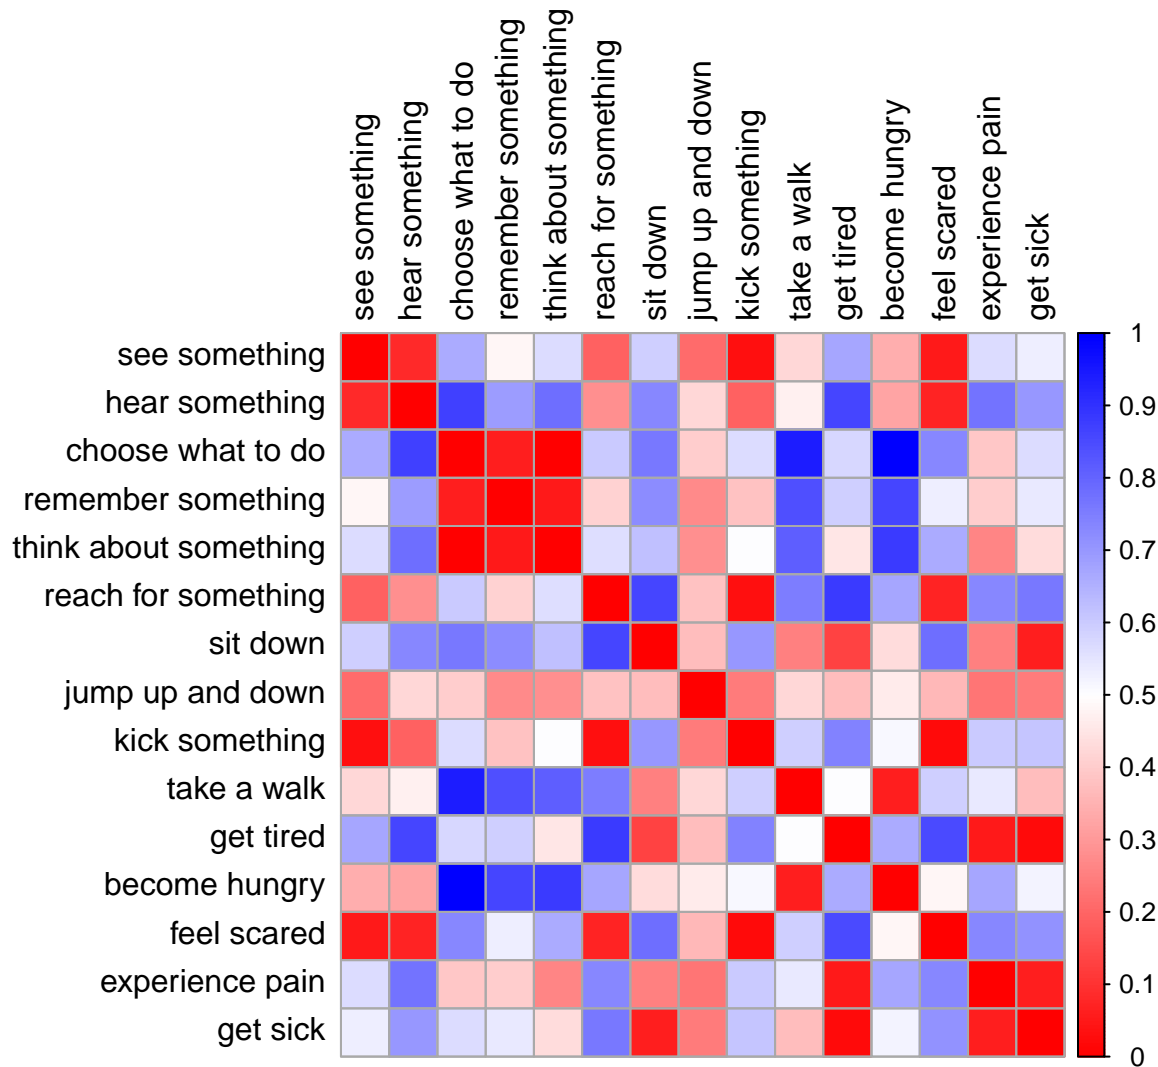 see something
hear something
choose what to do
remember something
think about something
reach for something
sit down
jump up and down
kick something
take a walk
get tired
become hungry
feel scared
experience pain
get sick
see something
hear something
choose what to do
remember something
think about something
reach for something
sit down
jump up and down
kick something
take a walk
get tired
become hungry
feel scared
experience pain
get sick
1
0.9
0.8
0.7
0.6
0.5
0.4
0.3
0.2
0.1
0